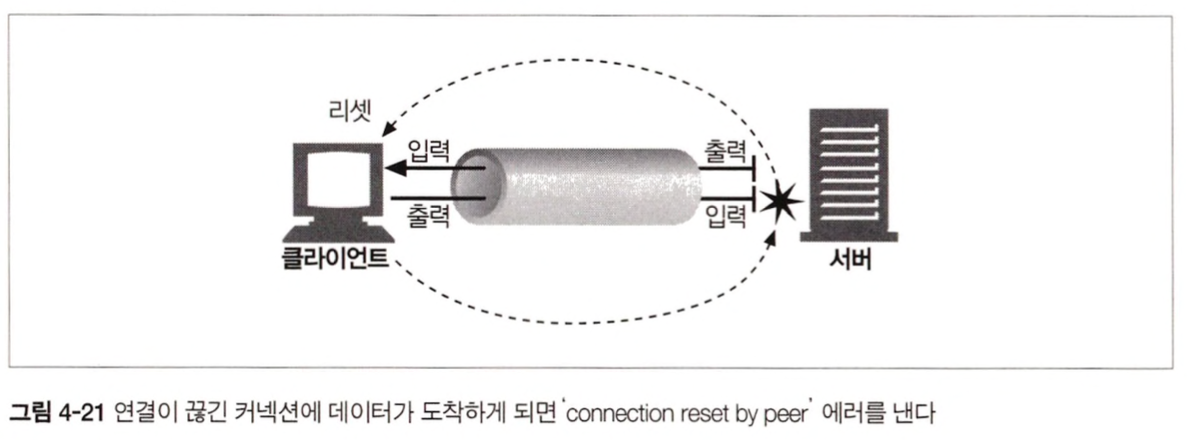 리셋
입력
출력
출력
입력
클라이언트
서버
그림 4-21 연결이 끊긴 커넥션에 데이터가 도착하게 되면 'connection reset by peer' 에러를 낸다